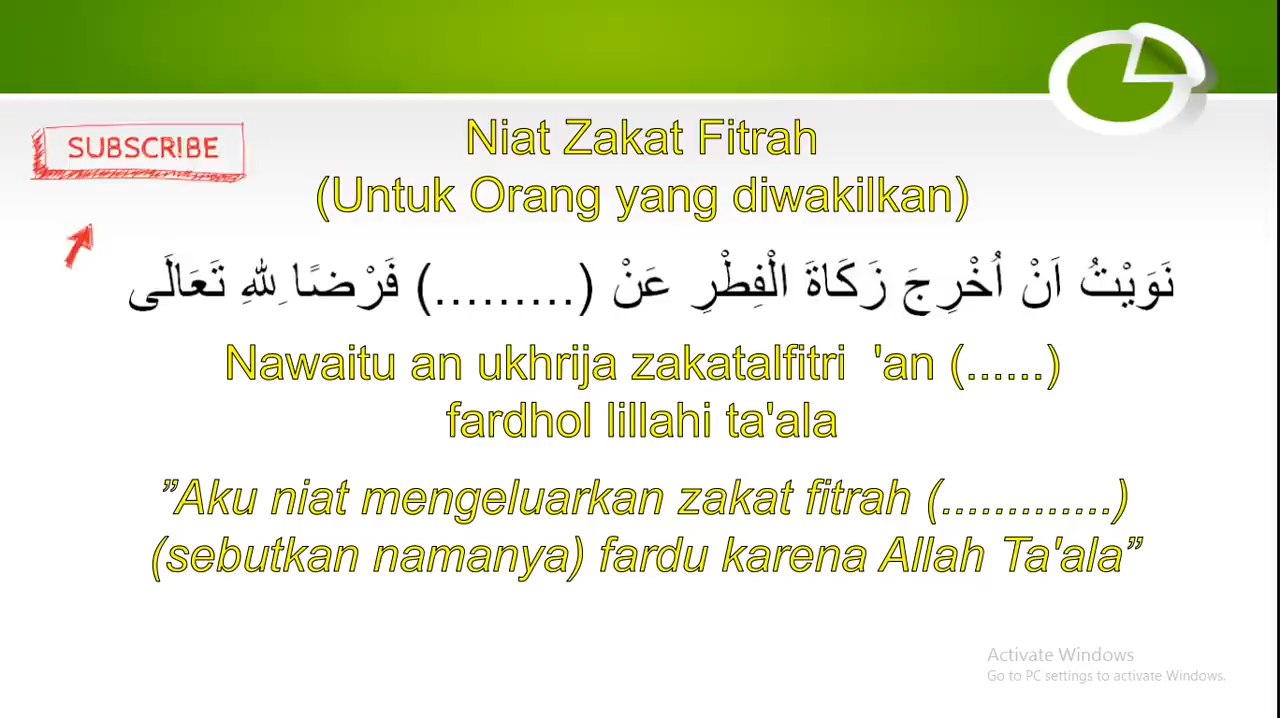 SUBSCRIBE
Niat Zakat Fitrah
(Untuk Orang yang diwakilkan)
نَوَيْتُ اَنْ اُخْرِجَ زَكَاةَ الْفِطْرِ عَنْ (.........) فَرْضًا لِلهِ تَعَالَى
Nawaitu an ukhrija zakatalfitri 'an (......)
fardhol lillahi ta'ala
”Aku niat mengeluarkan zakat fitrah (.............)
(sebutkan namanya) fardu karena Allah Ta'ala”
Activate Windows
Go to PC settings to activate Windows.